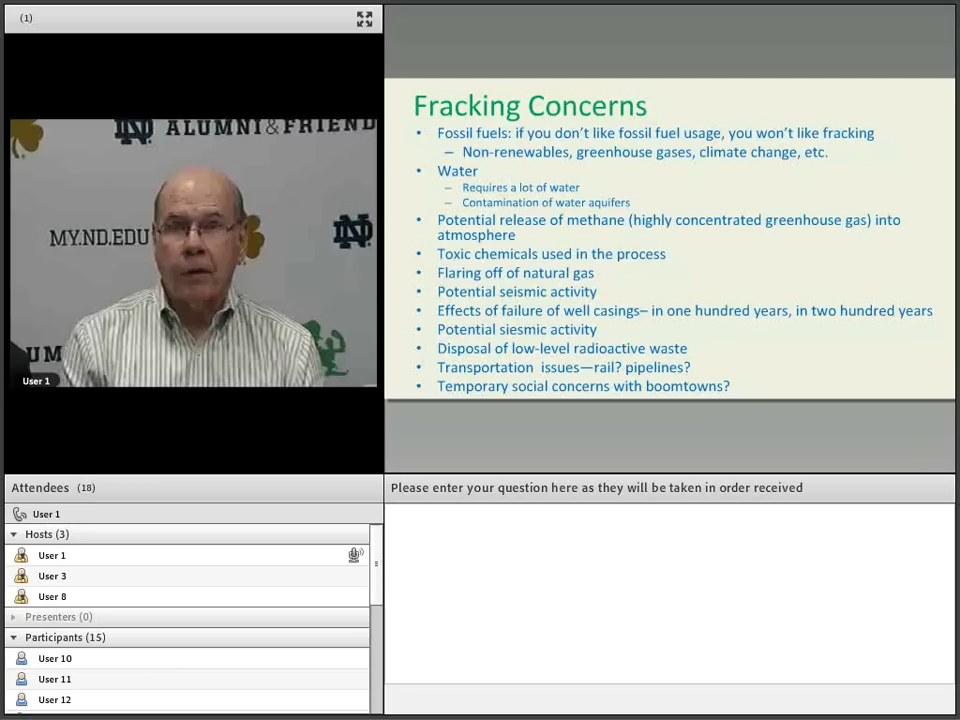 (1)
ALUMNI&FRIEND
MY.ND.EDU
ND
UM
User 1
Fracking Concerns
• Fossil fuels: if you don't like fossil fuel usage, you won't like fracking
– Non-renewables, greenhouse gases, climate change, etc.
• Water
– Requires a lot of water
– Contamination of water aquifers
• Potential release of methane (highly concentrated greenhouse gas) into
atmosphere
• Toxic chemicals used in the process
• Flaring off of natural gas
• Potential seismic activity
• Effects of failure of well casings– in one hundred years, in two hundred years
• Potential siesmic activity
• Disposal of low-level radioactive waste
• Transportation issues—rail? pipelines?
• Temporary social concerns with boomtowns?
Attendees (18)
User 1
Hosts (3)
User 1
User 3
User 8
Presenters (0)
Participants (15)
User 10
User 11
User 12
Please enter your question here as they will be taken in order received